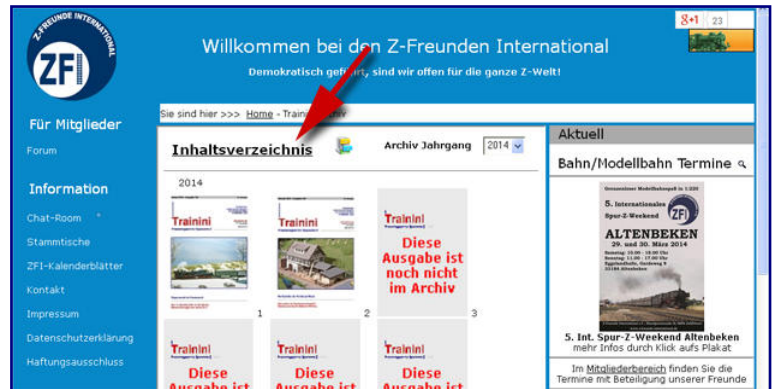 Z-FREUNDE INTERNATIONAL
ZFI
8+1 23
Willkommen bei den Z-Freunden International
Demokratisch geführt, sind wir offen für die ganze Z-Welt!
Sie sind hier >>> Home - Traini
Für Mitglieder
Forum
Information
Chat-Room *
Stammtische
ZFI-Kalenderblätter
Kontakt
Impressum
Datenschutzerklärung
Haftungsausschluss
Inhaltsverzeichnis
Archiv Jahrgang 2014
2014
Trainini
1
Trainini
2
Trainini
Diese
Ausgabe ist
noch nicht
im Archiv
3
Trainini
Diese
Ausgabe ist
Trainini
Diese
Ausgabe ist
Trainini
Diese
Ausgabe ist
Aktuell
Bahn/Modellbahn Termine
5. Internationales
Spur-Z-Weekend
ZFI
ALTENBEKEN
29. und 30. März 2014
5. Int. Spur-Z-Weekend Altenbeken
mehr Infos durch Klick aufs Plakat
Im Mitgliederbereich finden Sie die
Termine mit Beteiligung unserer Freunde